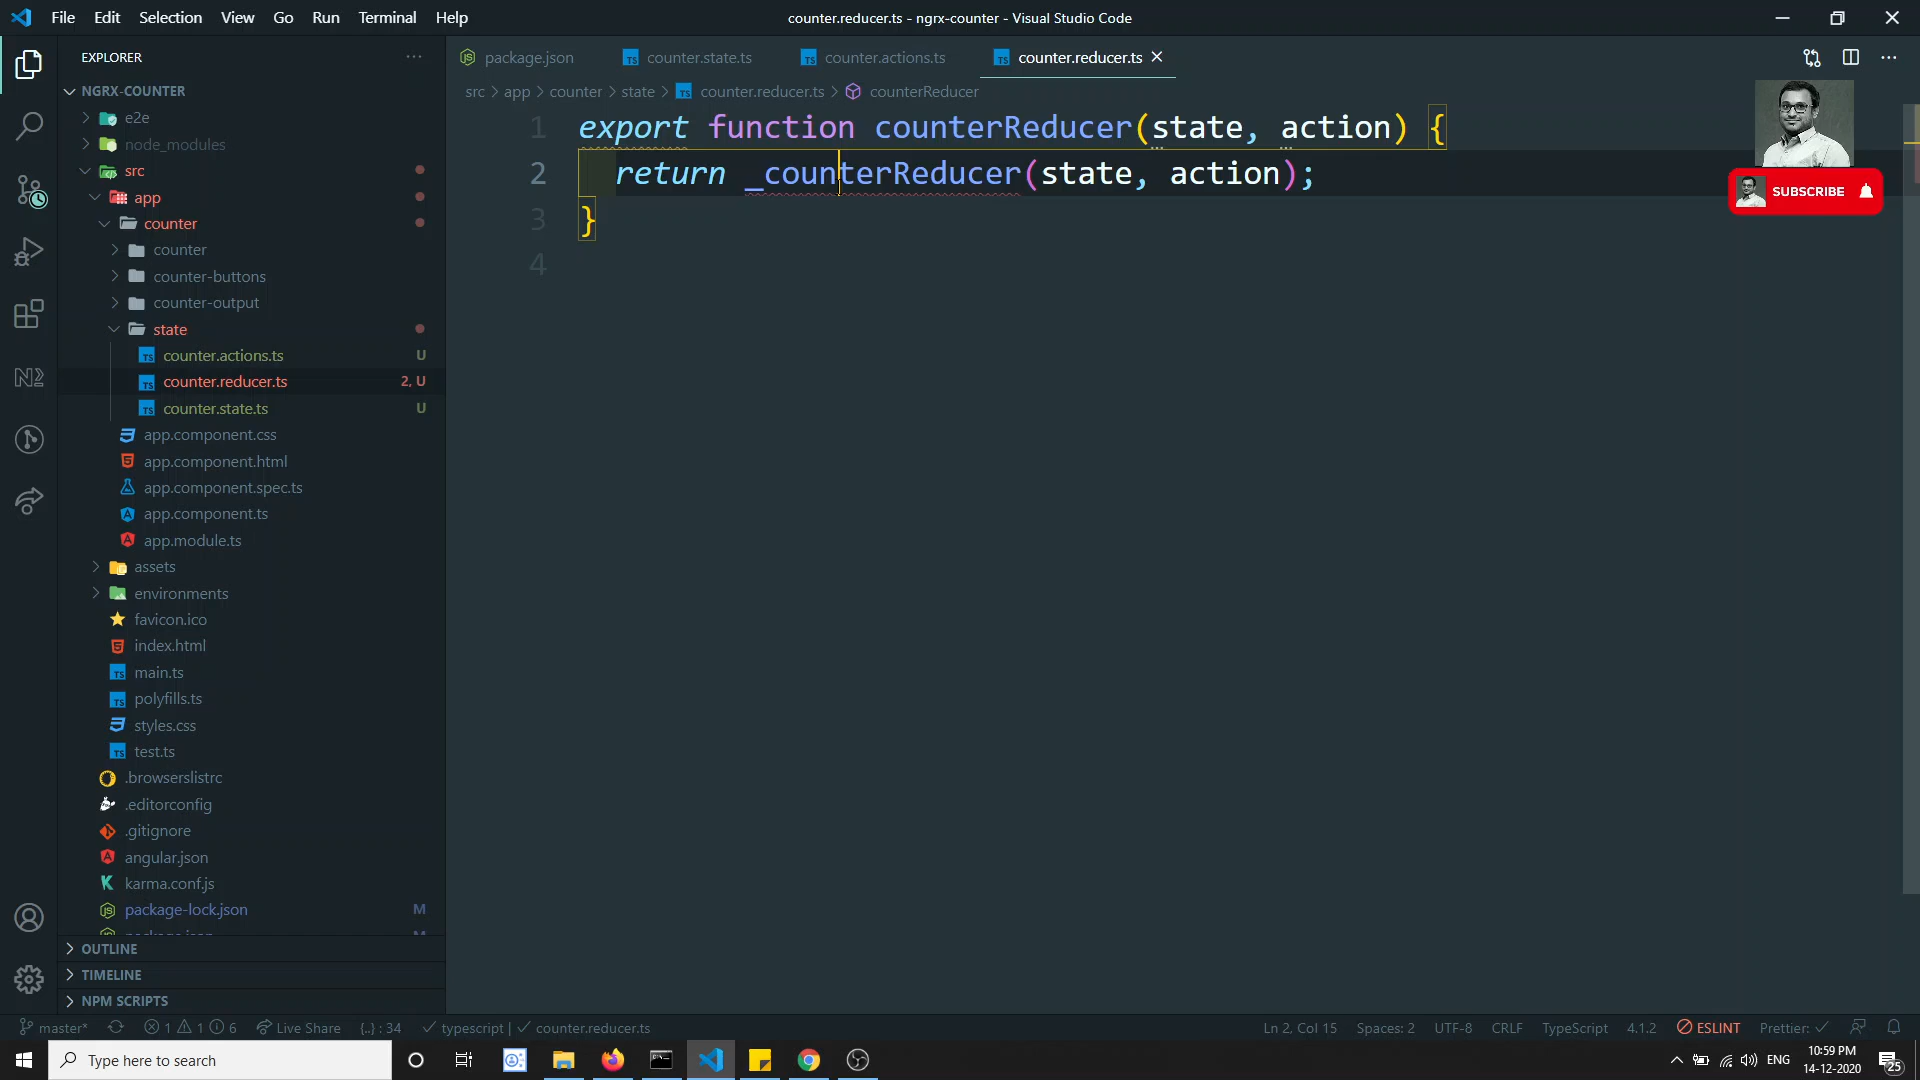 File Edit Selection View Go Run Terminal Help
counter.reducer.ts - ngrx-counter - Visual Studio Code
EXPLORER
NGRX-COUNTER
e2e
node_modules
src
app
counter
counter
counter-buttons
counter-output
state
counter.actions.ts U
counter.reducer.ts 2, U
counter.state.ts U
app.component.css
app.component.html
app.component.spec.ts
app.component.ts
app.module.ts
assets
environments
favicon.ico
index.html
main.ts
polyfills.ts
styles.css
test.ts
.browserslistrc
.editorconfig
.gitignore
angular.json
karma.conf.js
package-lock.json M
OUTLINE
TIMELINE
NPM SCRIPTS
package.json counter.state.ts counter.actions.ts counter.reducer.ts
src > app > counter > state > counter.reducer.ts > counterReducer
1 export function counterReducer(state, action) {
2 return _counterReducer(state, action);
3 }
4
SUBSCRIBE
master* 1 1 6 Live Share {..} : 34 typescript | counter.reducer.ts
Ln 2, Col 15 Spaces: 2 UTF-8 CRLF TypeScript 4.1.2 ESLINT Prettier:
Type here to search
ENG
10:59 PM
14-12-2020
25